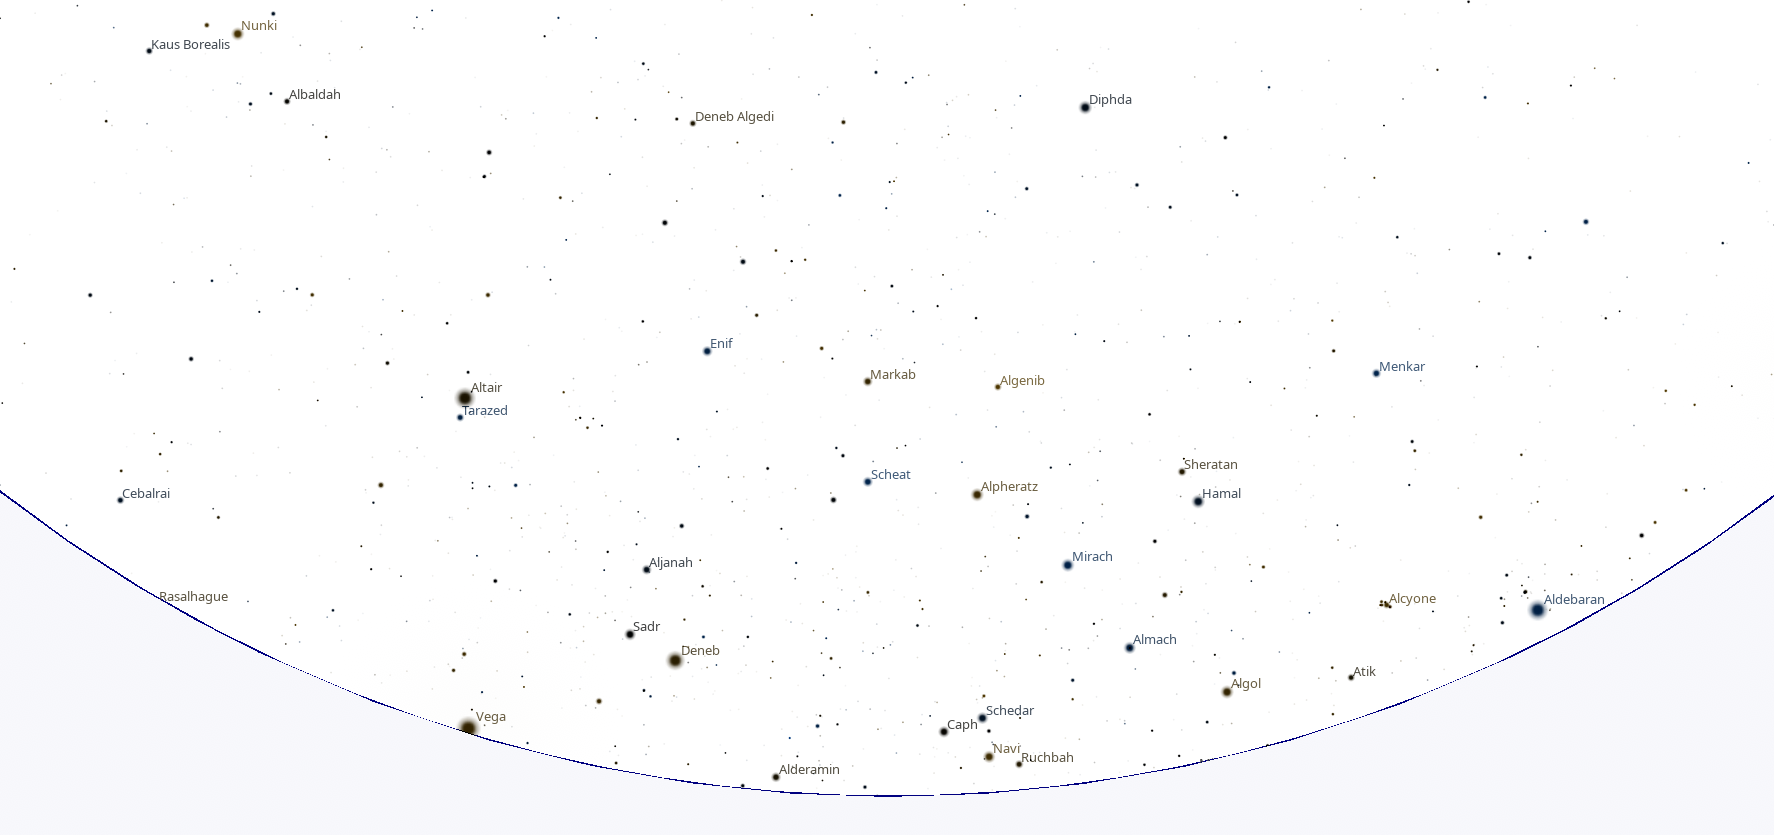 Nunki
Kaus Borealis
Albaldah
Deneb Algedi
Diphda
Enif
Markab
Algenib
Menkar
Altair
Tarazed
Sheratan
Scheat
Alpheratz
Hamal
Cebalrai
Mirach
Aljanah
Rasalhague
Alcyone
Aldebaran
Sadr
Almach
Deneb
Atik
Algol
Schedar
Vega
Caph
Navi
Ruchbah
Alderamin